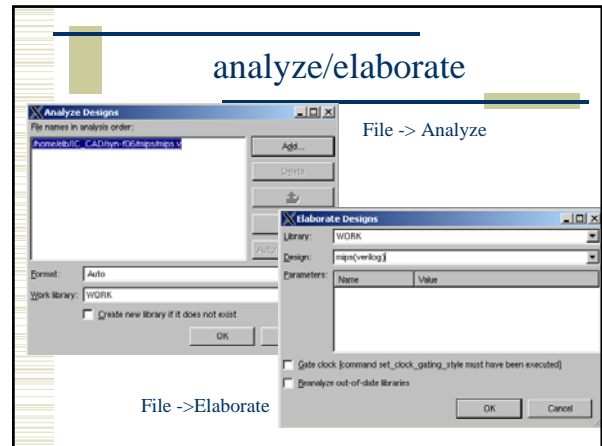 analyze/elaborate
File -> Analyze
Analyze Designs
File names in analysis order:
/home/elb/IC_CAD/syn-f06/mips/mips.v
Add...
Delete
Format:
Auto
Work library:
WORK
Create new library if it does not exist
OK
Elaborate Designs
Library:
WORK
Design:
mips(verilog)
Parameters:
Name
Value
Gate clock [command set_clock_gating_style must have been executed]
Reanalyze out-of-date libraries
OK
Cancel
File ->Elaborate